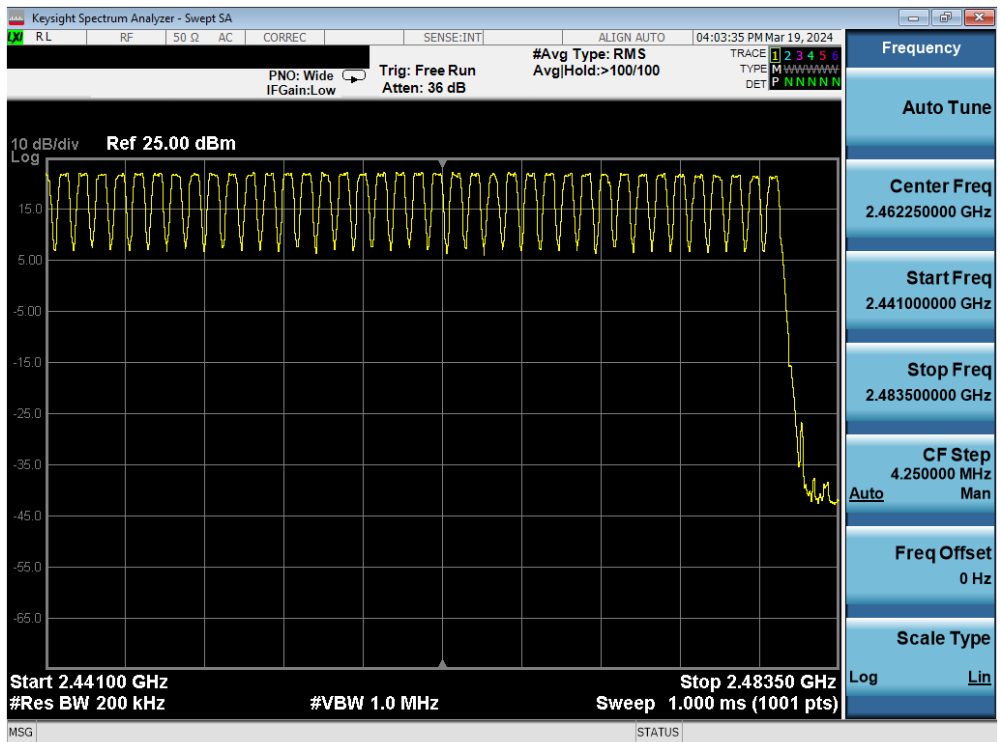 Keysight Spectrum Analyzer - Swept SA
LXI RL RF 50 Ω AC CORREC SENSE:INT ALIGN AUTO 04:03:35 PM Mar 19, 2024
PNO: Wide
IFGain:Low
Trig: Free Run
Atten: 36 dB
#Avg Type: RMS
Avg|Hold:>100/100
TRACE 1 2 3 4 5 6
TYPE M WWWWW
DET P N N N N N
10 dB/div
Log
Ref 25.00 dBm
15.0
5.00
-5.00
-15.0
-25.0
-35.0
-45.0
-55.0
-65.0
Start 2.44100 GHz
Stop 2.48350 GHz
#Res BW 200 kHz
#VBW 1.0 MHz
Sweep 1.000 ms (1001 pts)
MSG
STATUS
Frequency
Auto Tune
Center Freq
2.462250000 GHz
Start Freq
2.441000000 GHz
Stop Freq
2.483500000 GHz
CF Step
4.250000 MHz
Auto Man
Freq Offset
0 Hz
Scale Type
Log Lin